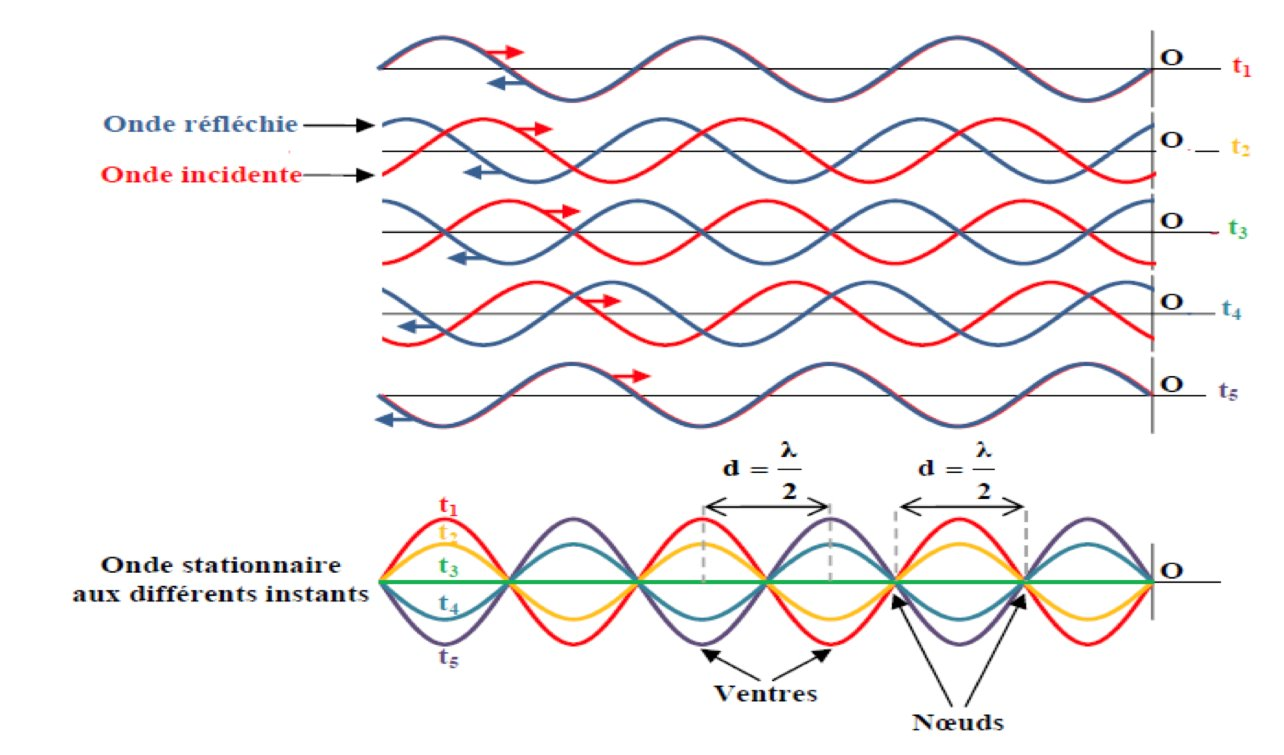 O t₁
Onde réfléchie
Onde incidente
O t₂
O t₃
O t₄
O t₅
d = λ/2 d = λ/2
t₁
t₂
t₃
t₄
t₅
Onde stationnaire
aux différents instants
O
Ventres
Nœuds